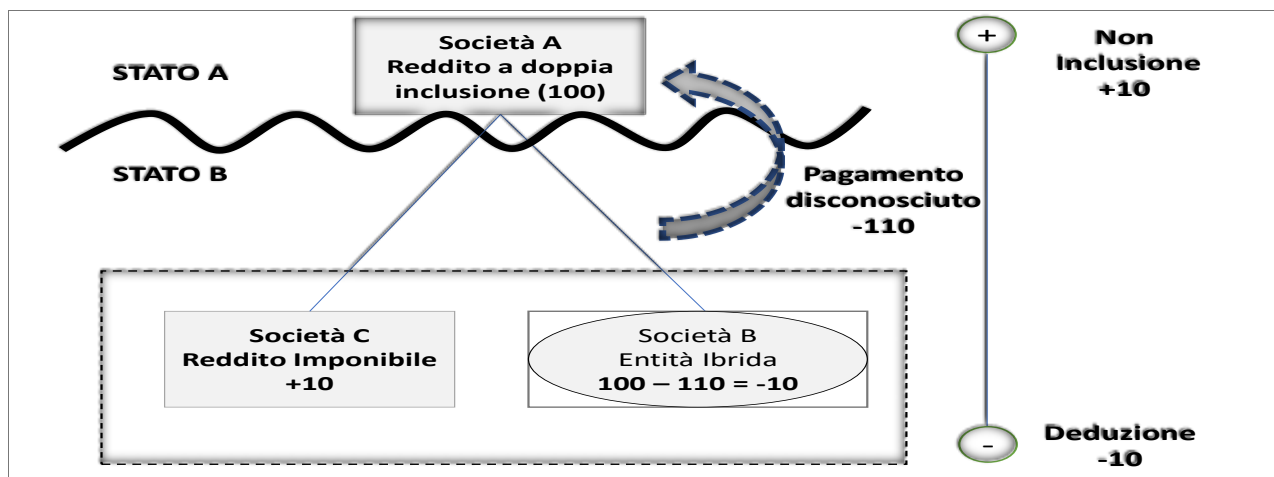 Società A
Reddito a doppia
inclusione (100)
STATO A
STATO B
+
Non
Inclusione
+10
Pagamento
disconosciuto
-110
Società C
Reddito Imponibile
+10
Società B
Entità Ibrida
100 – 110 = -10
-
Deduzione
-10